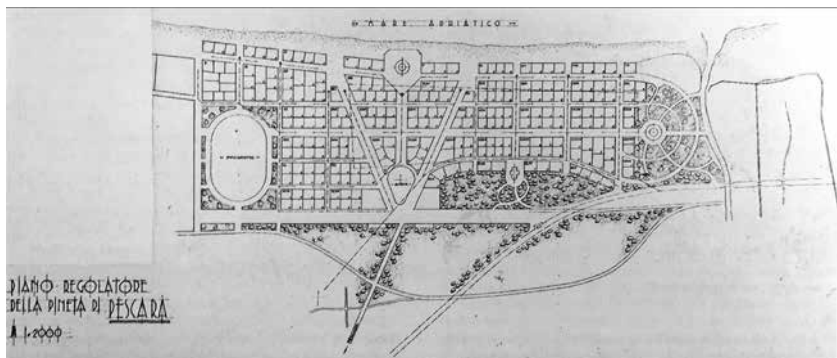 MARE ADRIATICO
PIANO REGOLATORE
DELLA PINETA DI PESCARA
1:2000